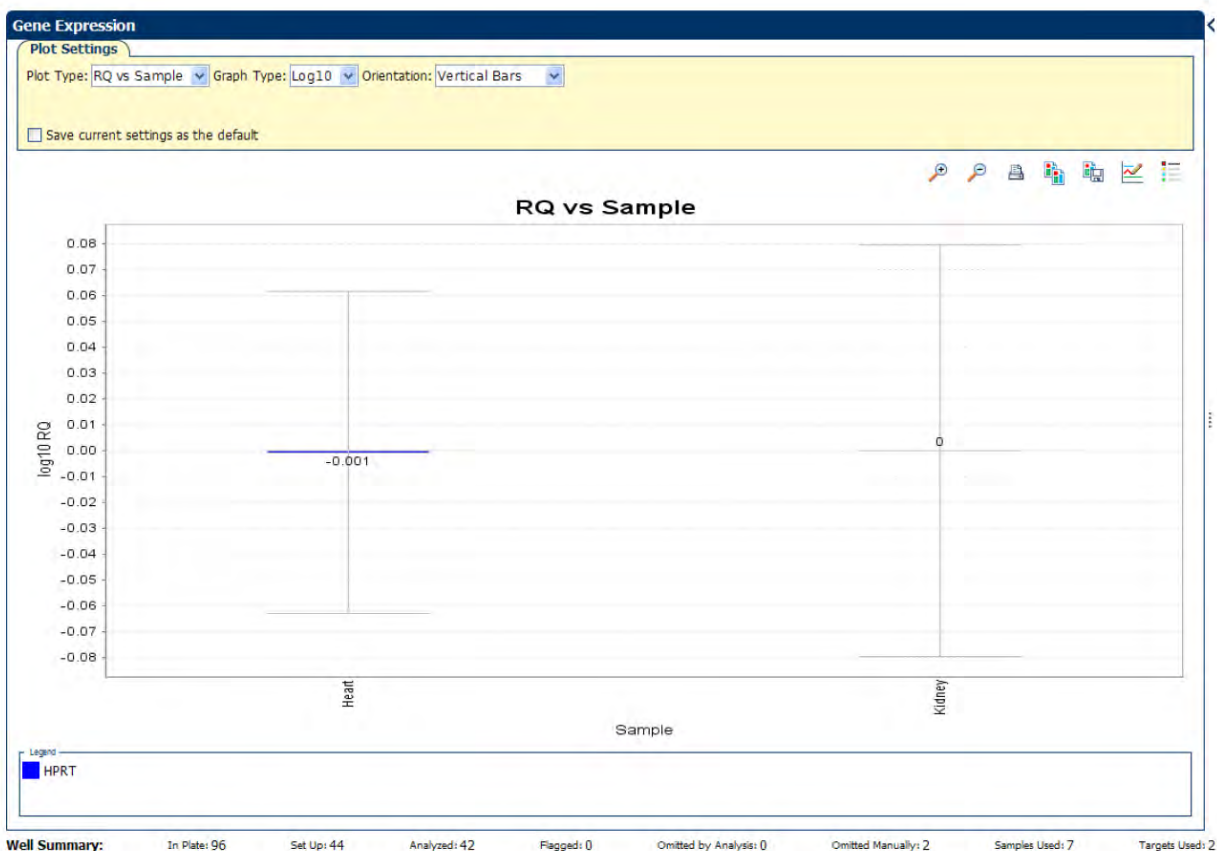 Gene Expression
Plot Settings
Plot Type: RQ vs Sample Graph Type: Log10 Orientation: Vertical Bars
Save current settings as the default
RQ vs Sample
0.08
0.07
0.06
0.05
0.04
0.03
0.02
0.01
0.00
-0.01
-0.02
-0.03
-0.04
-0.05
-0.06
-0.07
-0.08
log10 RQ
-0.001
0
Heart
Kidney
Sample
Legend
HPRT
Well Summary: In Plate: 96 Set Up: 44 Analyzed: 42 Flagged: 0 Omitted by Analysis: 0 Omitted Manually: 2 Samples Used: 7 Targets Used: 2